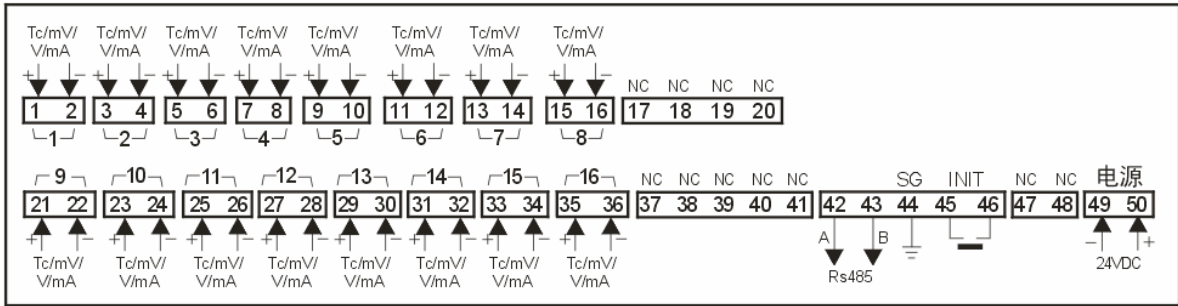 Tc/mV/ Tc/mV/ Tc/mV/ Tc/mV/ Tc/mV/ Tc/mV/ Tc/mV/ Tc/mV/
V/mA V/mA V/mA V/mA V/mA V/mA V/mA V/mA
+ − + − + − + − + − + − + − + −
NC NC NC NC
1 2 3 4 5 6 7 8 9 10 11 12 13 14 15 16 17 18 19 20
1 2 3 4 5 6 7 8
9 10 11 12 13 14 15 16 NC NC NC NC NC SG INIT NC NC 电源
21 22 23 24 25 26 27 28 29 30 31 32 33 34 35 36 37 38 39 40 41 42 43 44 45 46 47 48 49 50
+ − + − + − + − + − + − + − + − A B − +
Tc/mV/ Tc/mV/ Tc/mV/ Tc/mV/ Tc/mV/ Tc/mV/ Tc/mV/ Tc/mV/ Rs485 24VDC
V/mA V/mA V/mA V/mA V/mA V/mA V/mA V/mA